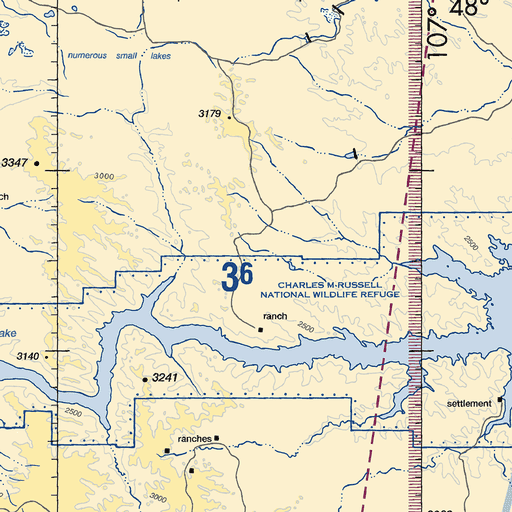 48°
107°
numerous small lakes
3179
3347
3000
ch
2500
36
CHARLES M·RUSSELL
NATIONAL WILDLIFE REFUGE
ranch
2500
ake
3140
3241
settlement
2500
ranches
3000